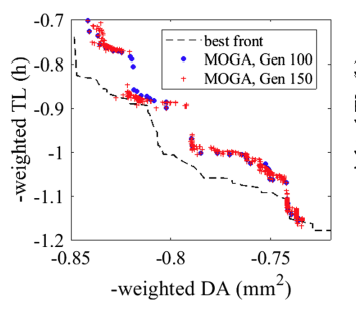 -0.7
-0.8
-0.9
-1
-1.1
-1.2
-weighted TL (h)
best front
MOGA, Gen 100
MOGA, Gen 150
-0.85
-0.8
-0.75
-weighted DA (mm²)